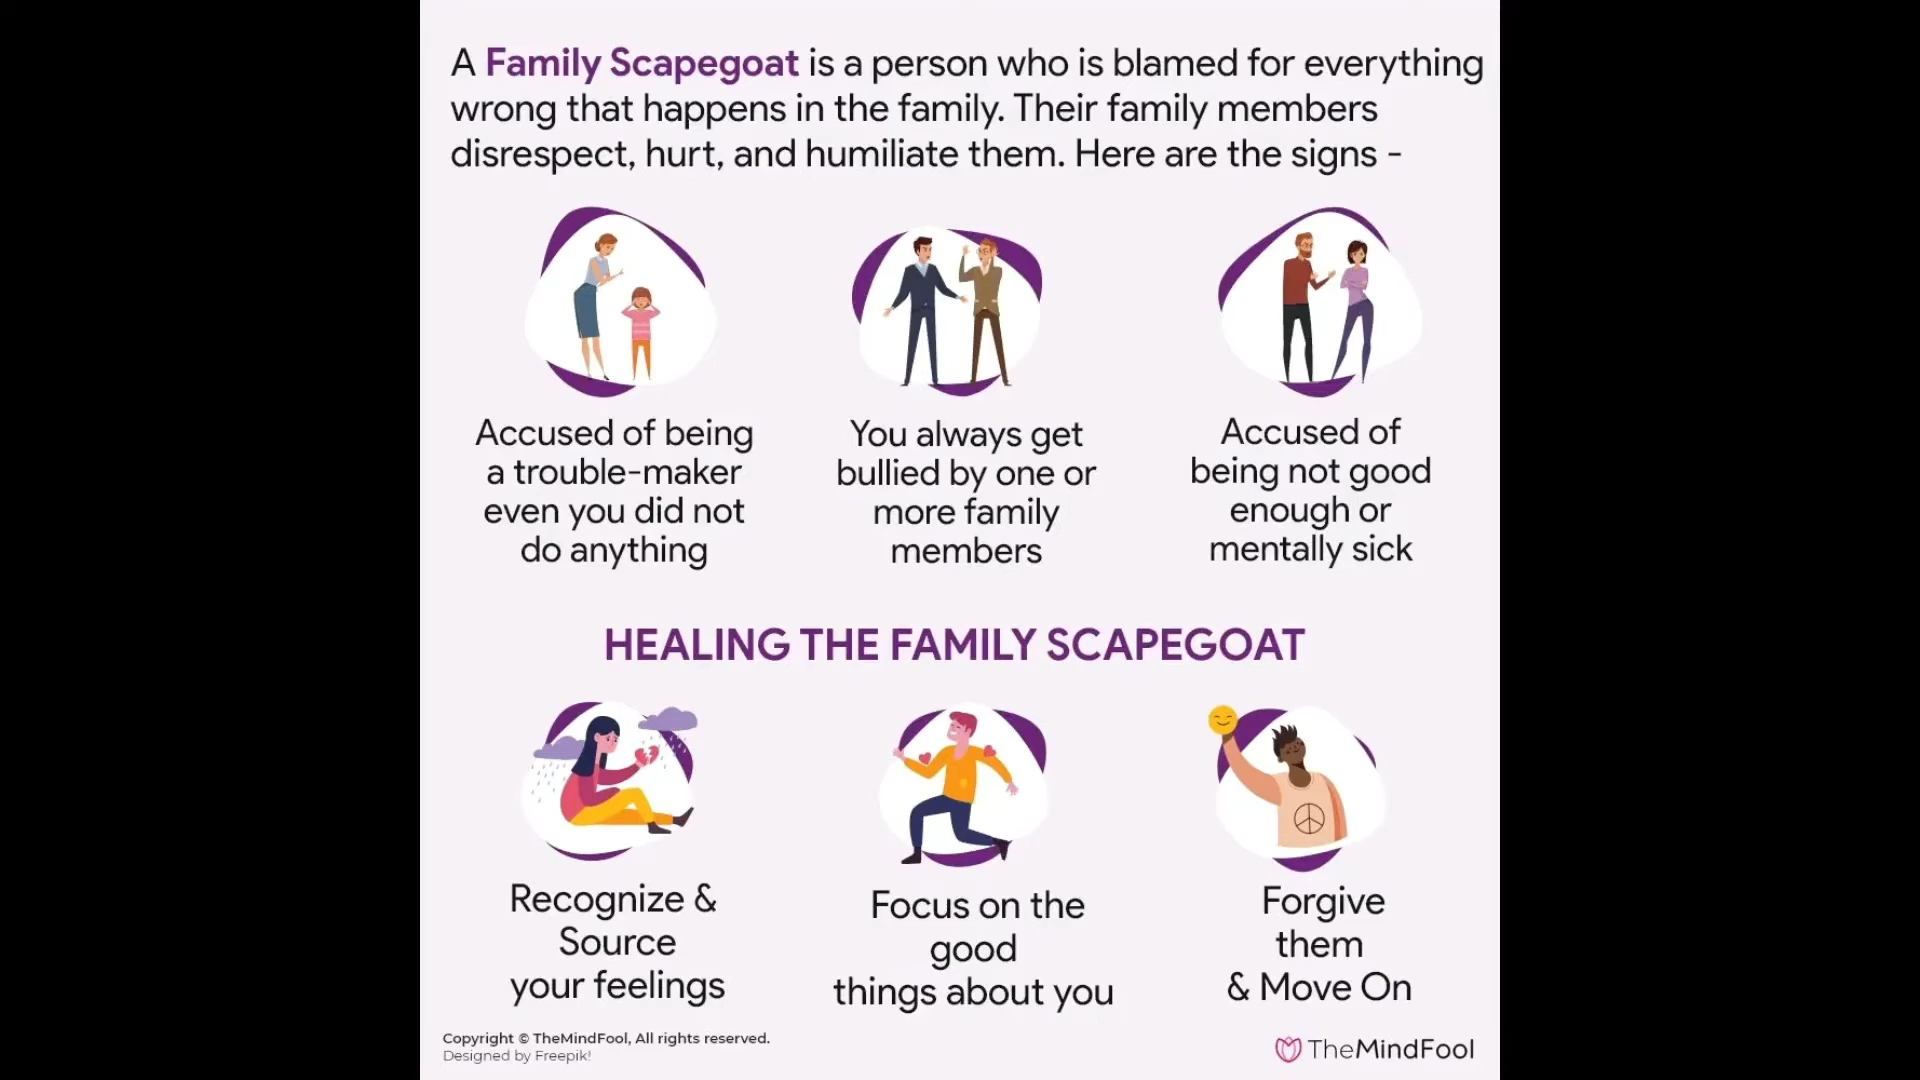 A Family Scapegoat is a person who is blamed for everything
wrong that happens in the family. Their family members
disrespect, hurt, and humiliate them. Here are the signs -
Accused of being
a trouble-maker
even you did not
do anything
You always get
bullied by one or
more family
members
Accused of
being not good
enough or
mentally sick
HEALING THE FAMILY SCAPEGOAT
Recognize &
Source
your feelings
Focus on the
good
things about you
Forgive
them
& Move On
Copyright © TheMindFool, All rights reserved.
Designed by Freepik!
TheMindFool